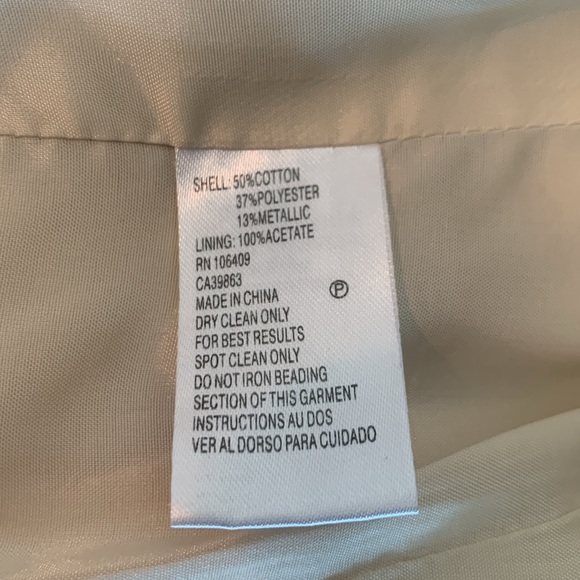 SHELL: 50%COTTON
37%POLYESTER
13%METALLIC
LINING: 100%ACETATE
RN 106409
CA39863
MADE IN CHINA
Ⓟ
DRY CLEAN ONLY
FOR BEST RESULTS
SPOT CLEAN ONLY
DO NOT IRON BEADING
SECTION OF THIS GARMENT
INSTRUCTIONS AU DOS
VER AL DORSO PARA CUIDADO